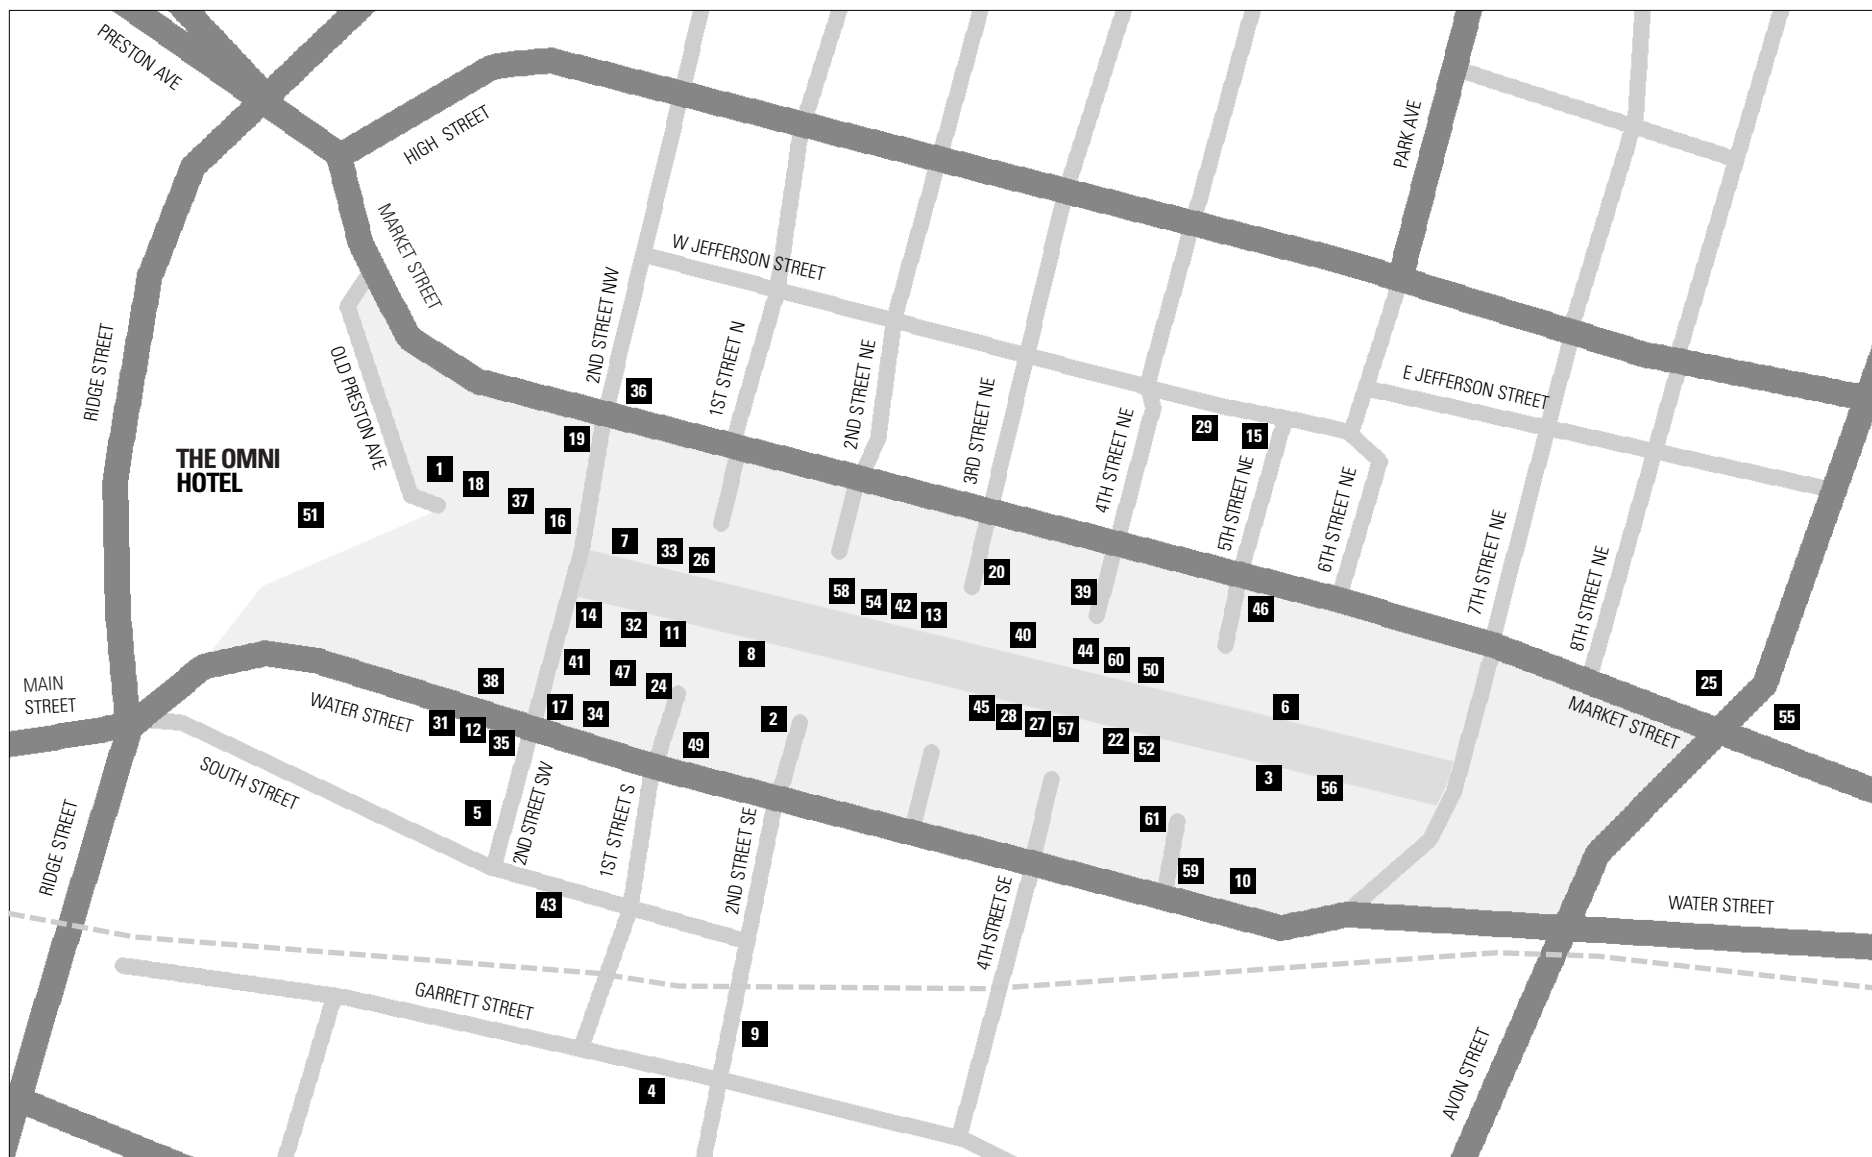 PRESTON AVE
HIGH STREET
PARK AVE
MARKET STREET
W JEFFERSON STREET
2ND STREET NW
RIDGE STREET
OLD PRESTON AVE
1ST STREET N
2ND STREET NE
3RD STREET NE
4TH STREET NE
5TH STREET NE
6TH STREET NE
7TH STREET NE
8TH STREET NE
E JEFFERSON STREET
36
19
29
15
THE OMNI
HOTEL
1
18
37
16
51
7
33
26
58
54
42
13
20
39
46
14
32
11
8
40
44
60
50
41
47
24
38
17
34
31
12
35
49
2
45
28
27
57
22
52
6
25
55
MAIN
STREET
WATER STREET
MARKET STREET
SOUTH STREET
3
56
5
61
59
10
RIDGE STREET
2ND STREET SW
1ST STREET S
2ND STREET SE
4TH STREET SE
43
WATER STREET
GARRETT STREET
9
4
AVON STREET